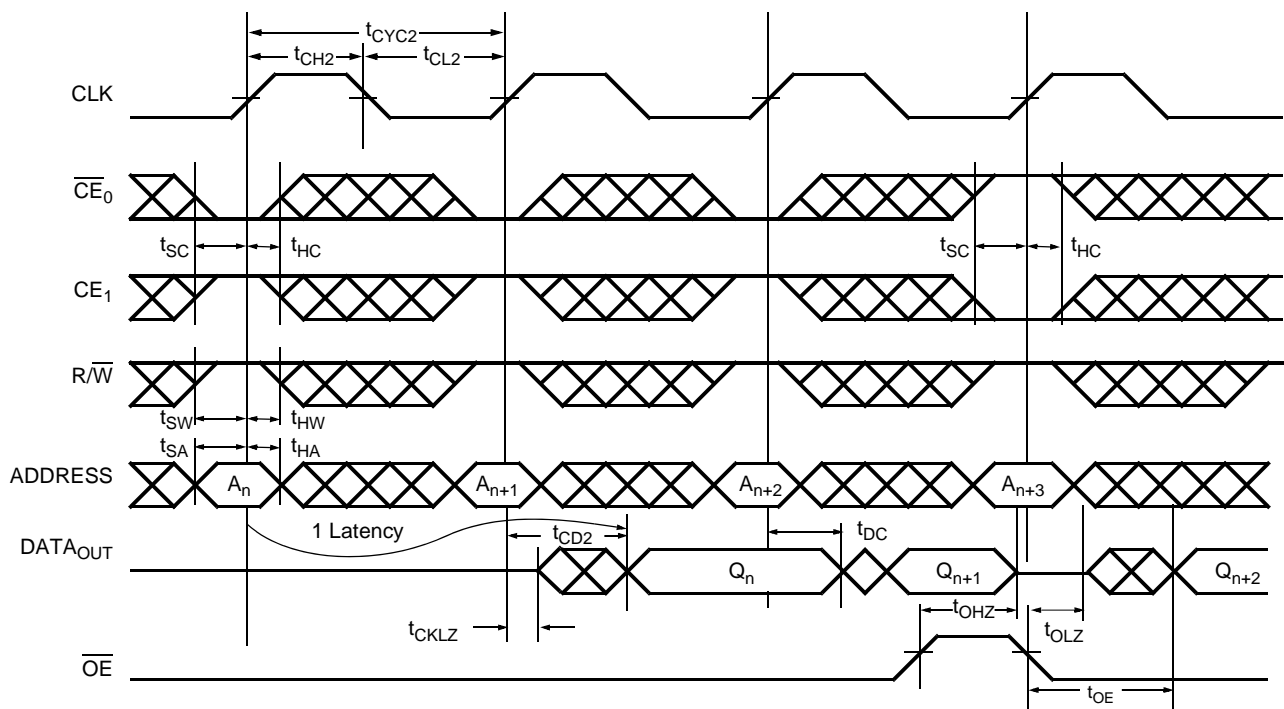 tCYC2
tCH2 tCL2
CLK
CE0
tSC tHC tSC tHC
CE1
R/W
tSW tHW
tSA tHA
ADDRESS An An+1 An+2 An+3
1 Latency tCD2 tDC
DATAOUT Qn Qn+1 Qn+2
tCKLZ tOHZ tOLZ
OE
tOE